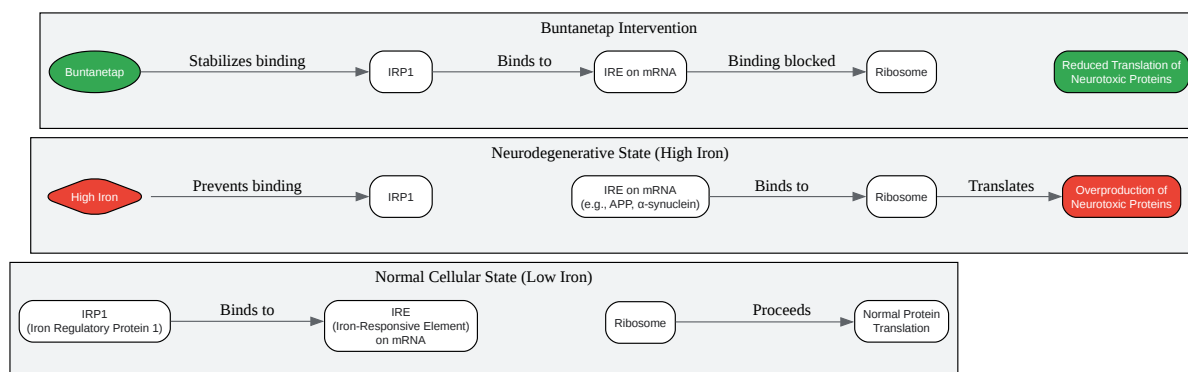 Buntanetap Intervention
Buntanetap
Stabilizes binding
IRP1
Binds to
IRE on mRNA
Binding blocked
Ribosome
Reduced Translation of
Neurotoxic Proteins
Neurodegenerative State (High Iron)
High Iron
Prevents binding
IRP1
IRE on mRNA
(e.g., APP, α-synuclein)
Binds to
Ribosome
Translates
Overproduction of
Neurotoxic Proteins
Normal Cellular State (Low Iron)
IRP1
(Iron Regulatory Protein 1)
Binds to
IRE
(Iron-Responsive Element)
on mRNA
Ribosome
Proceeds
Normal Protein
Translation